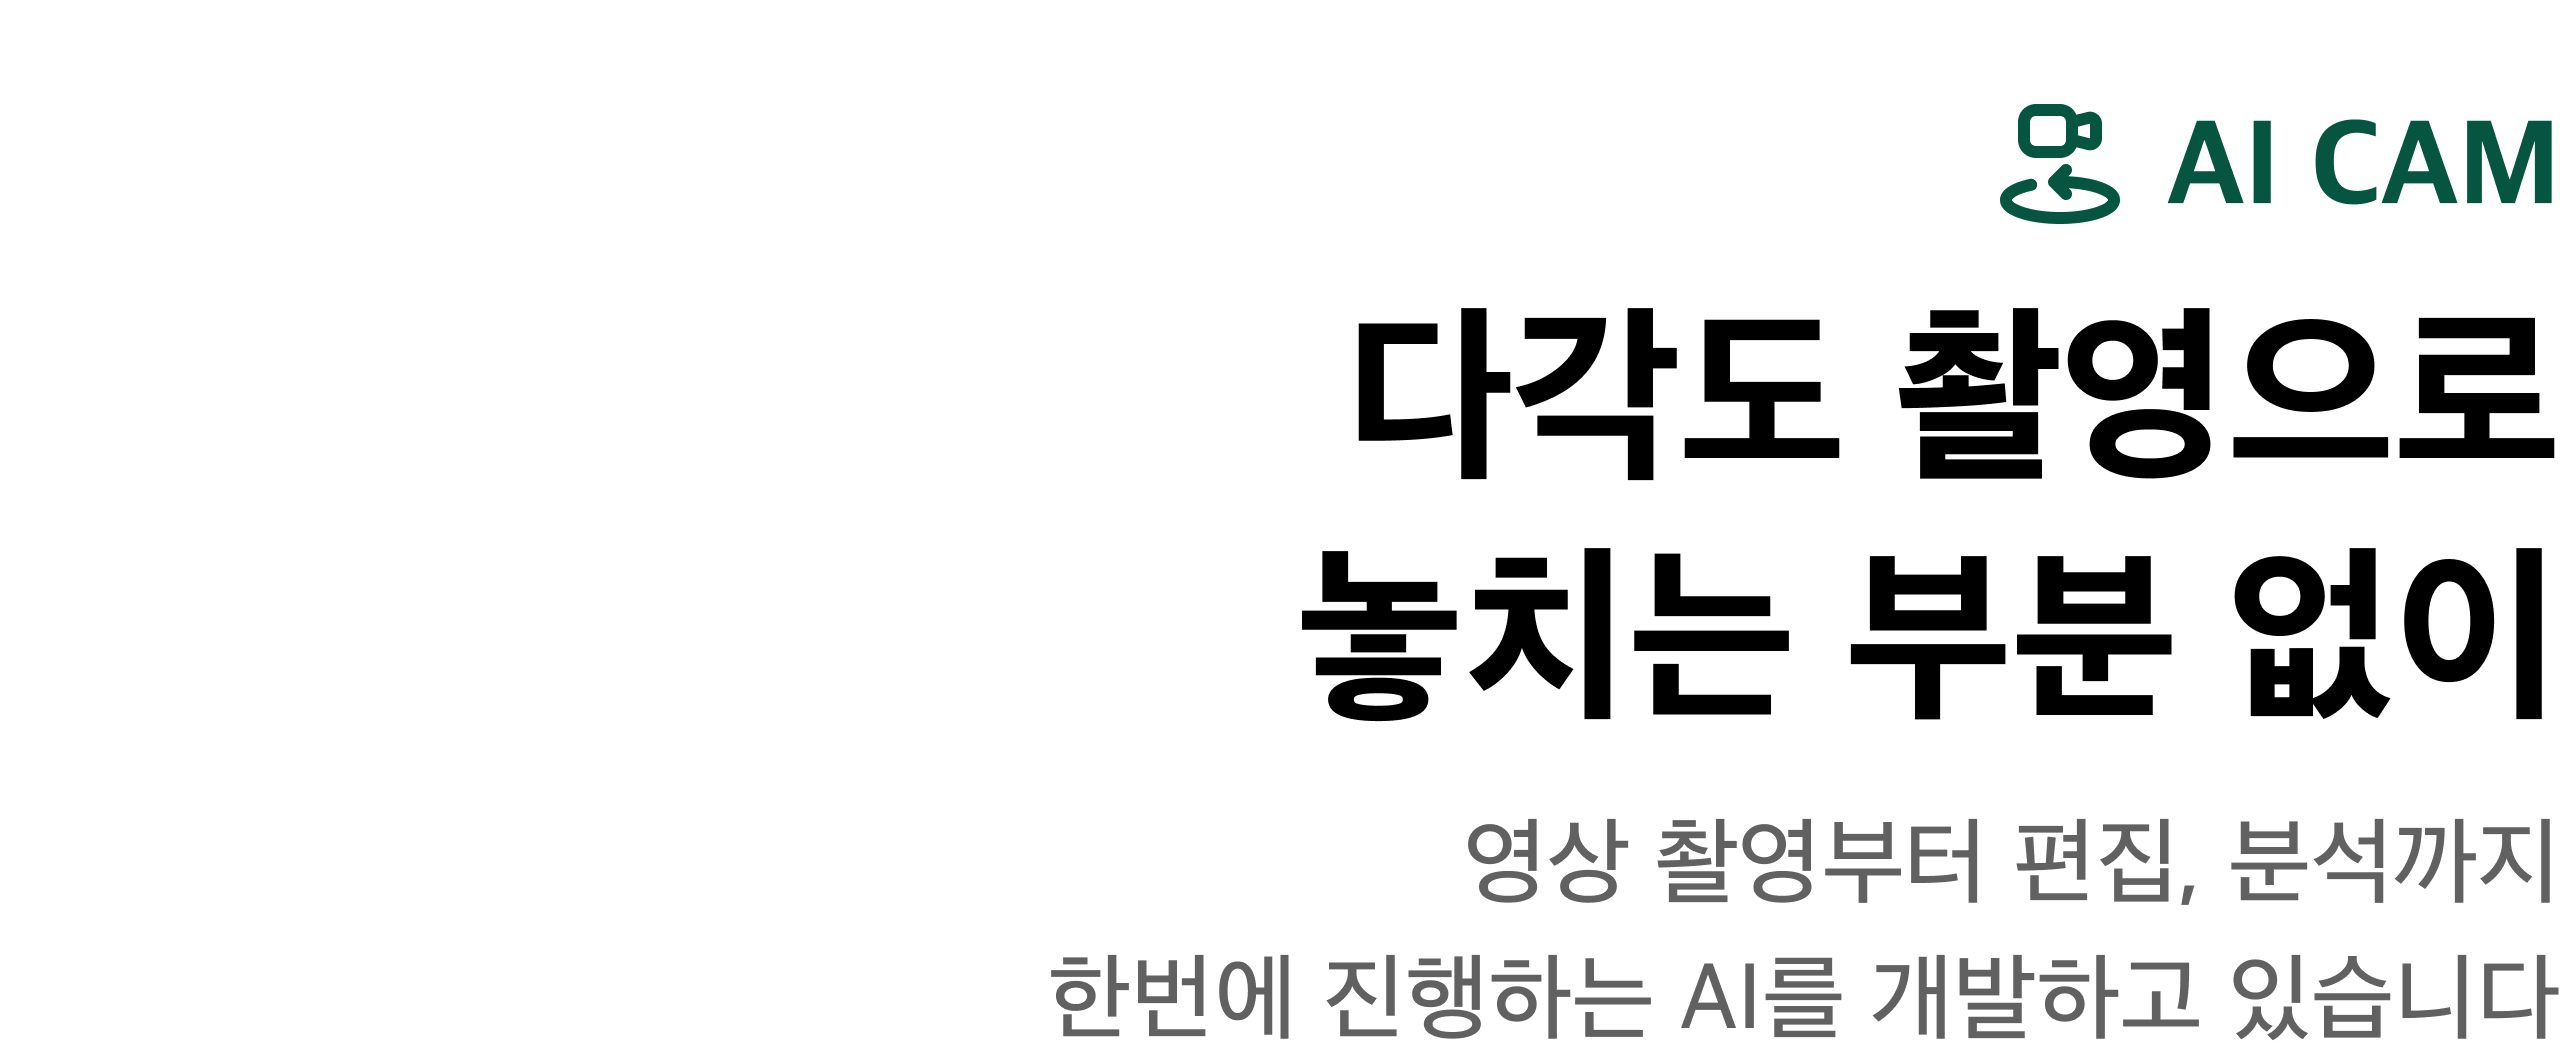 AI CAM
다각도 촬영으로
놓치는 부분 없이
영상 촬영부터 편집, 분석까지
한번에 진행하는 AI를 개발하고 있습니다